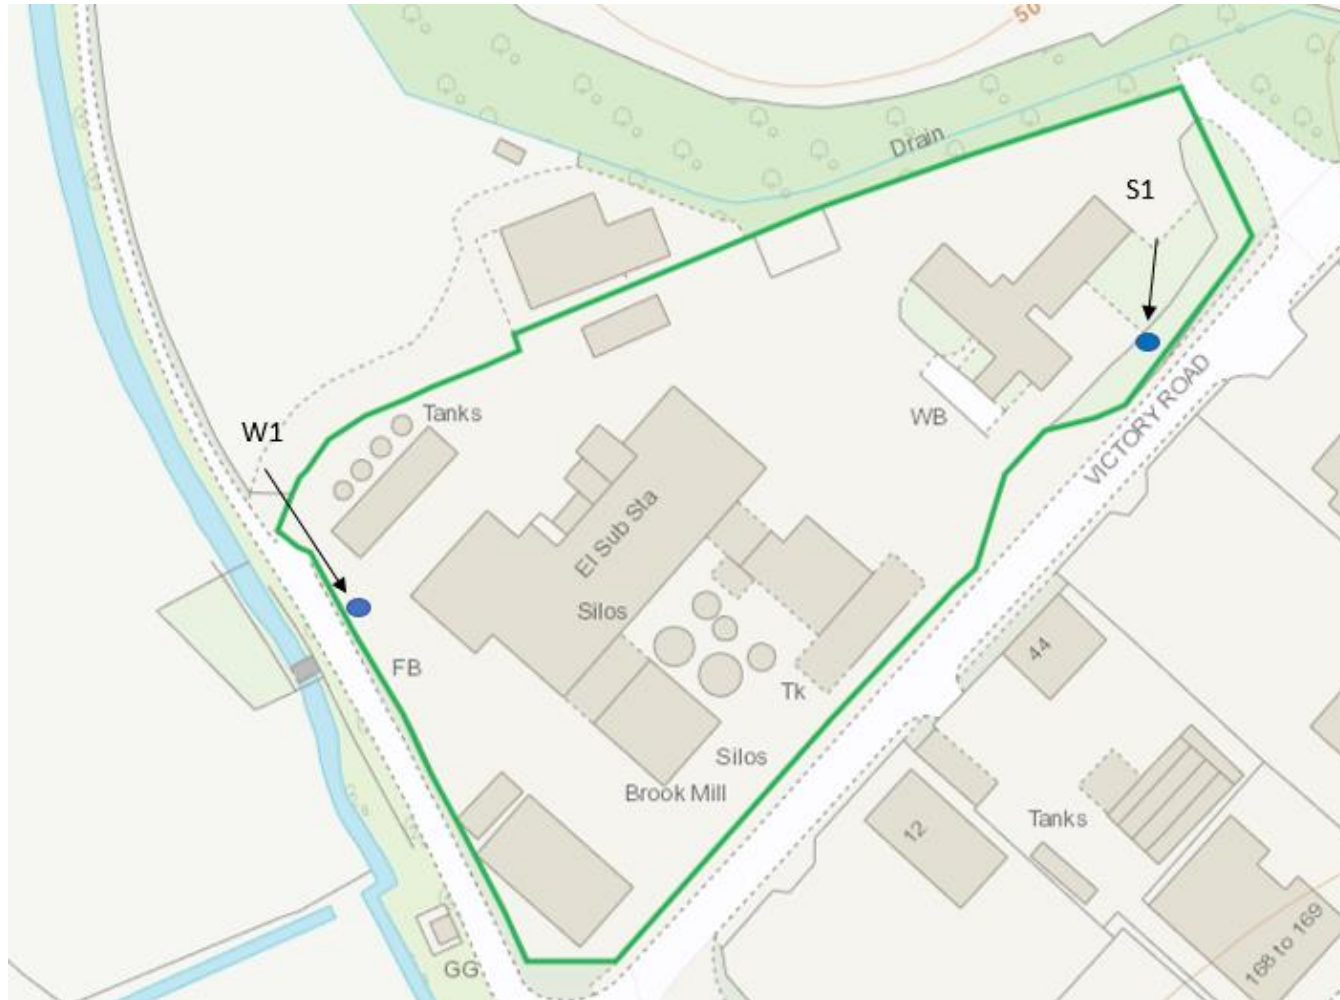 50
Drain
S1
Tanks
W1
WB
VICTORY ROAD
El Sub Sta
Silos
FB
44
Tk
Silos
Brook Mill
12
Tanks
168 to 169
GG